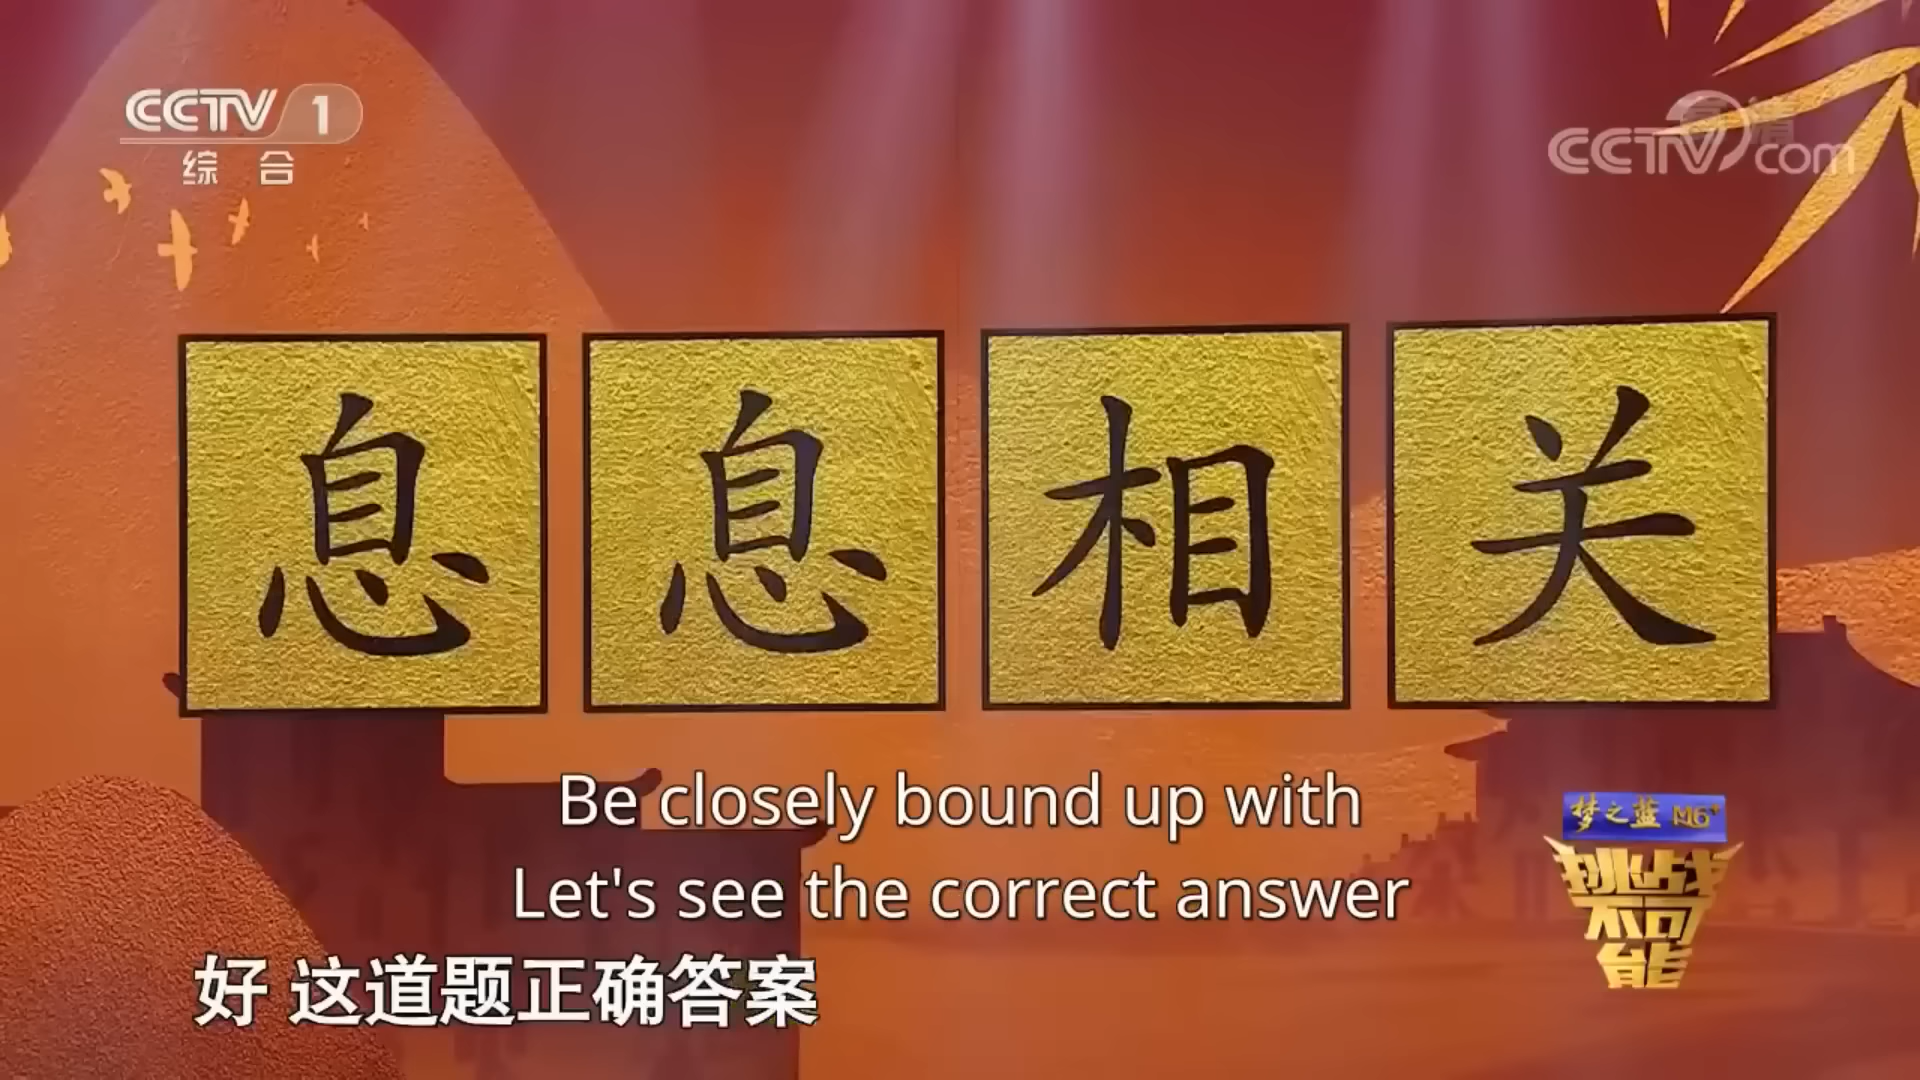 CCTV 1
综合
CCTV com
息息相关
Be closely bound up with
Let's see the correct answer
好 这道题正确答案
梦之蓝 M6+
挑战
不可
能